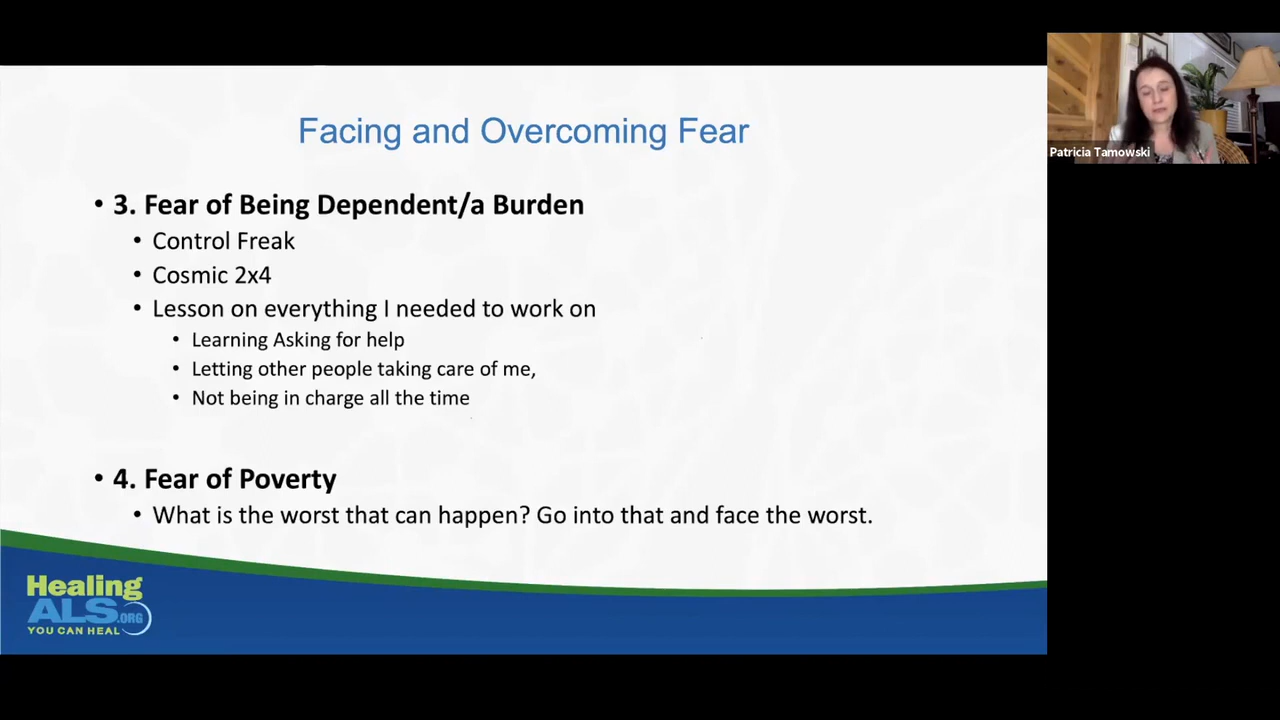 Facing and Overcoming Fear
• 3. Fear of Being Dependent/a Burden
• Control Freak
• Cosmic 2x4
• Lesson on everything I needed to work on
• Learning Asking for help
• Letting other people taking care of me,
• Not being in charge all the time
• 4. Fear of Poverty
• What is the worst that can happen? Go into that and face the worst.
Healing
ALS.ORG
YOU CAN HEAL
Patricia Tamowski